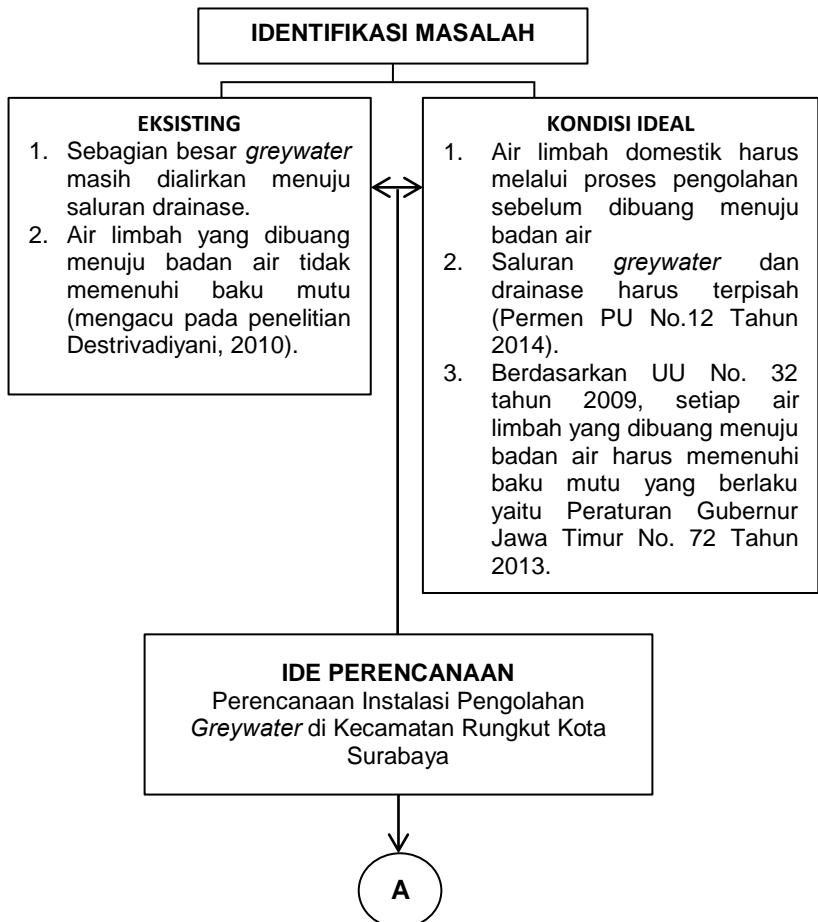 IDENTIFIKASI MASALAH
EKSISTING
1. Sebagian besar greywater
masih dialirkan menuju
saluran drainase.
2. Air limbah yang dibuang
menuju badan air tidak
memenuhi baku mutu
(mengacu pada penelitian
Destrivadiyani, 2010).
KONDISI IDEAL
1. Air limbah domestik harus
melalui proses pengolahan
sebelum dibuang menuju
badan air
2. Saluran greywater dan
drainase harus terpisah
(Permen PU No.12 Tahun
2014).
3. Berdasarkan UU No. 32
tahun 2009, setiap air
limbah yang dibuang menuju
badan air harus memenuhi
baku mutu yang berlaku
yaitu Peraturan Gubernur
Jawa Timur No. 72 Tahun
2013.
IDE PERENCANAAN
Perencanaan Instalasi Pengolahan
Greywater di Kecamatan Rungkut Kota
Surabaya
A